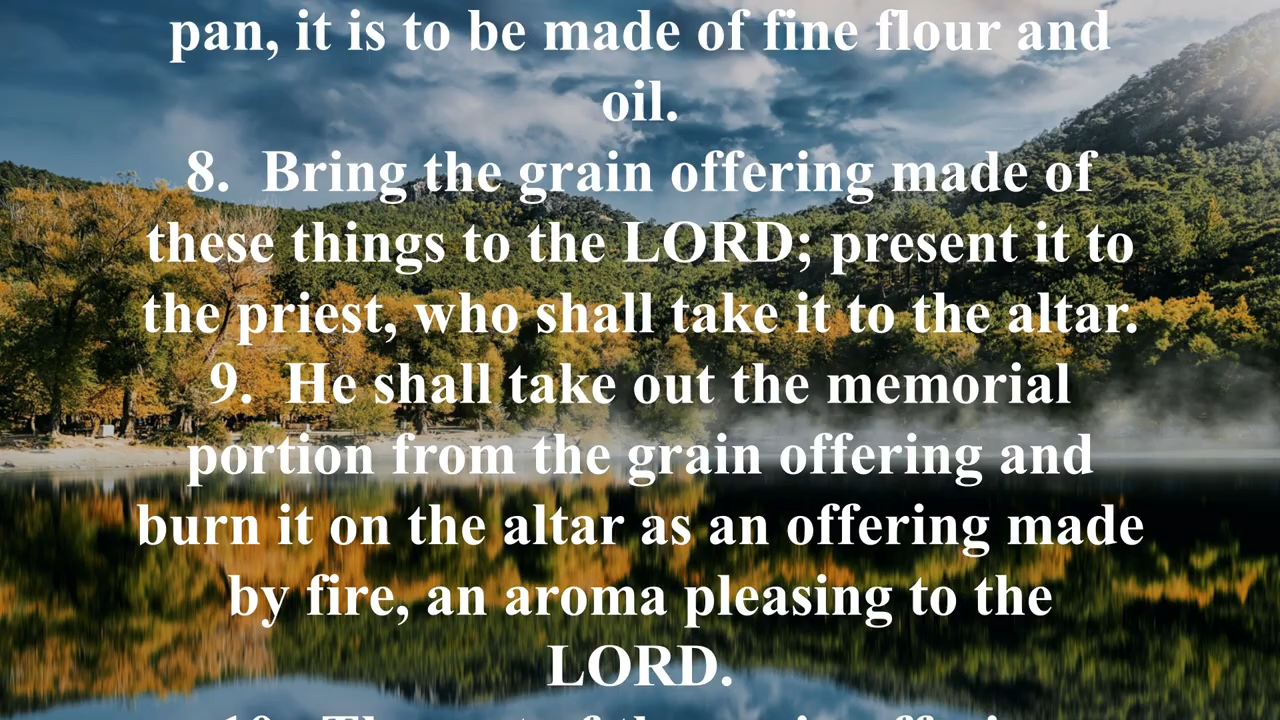 pan, it is to be made of fine flour and
oil.
8. Bring the grain offering made of
these things to the LORD; present it to
the priest, who shall take it to the altar.
9. He shall take out the memorial
portion from the grain offering and
burn it on the altar as an offering made
by fire, an aroma pleasing to the
LORD.